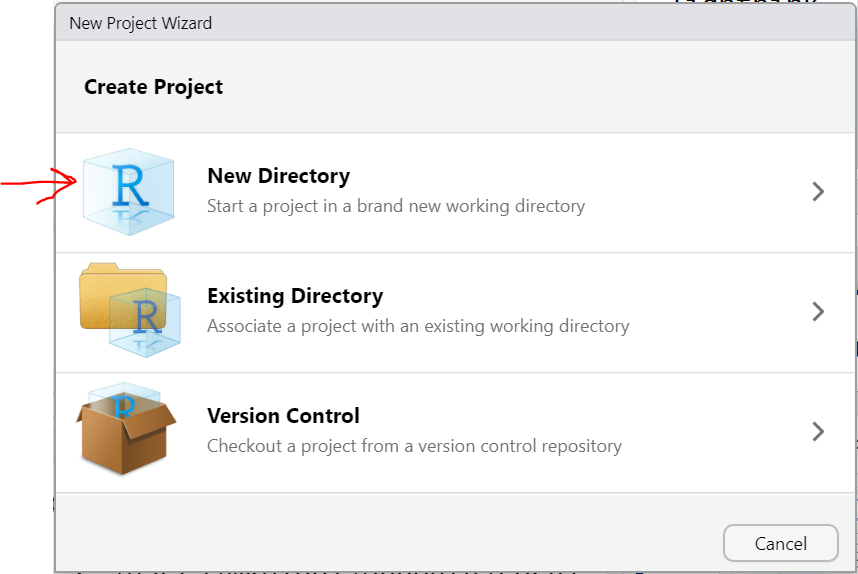 New Project Wizard
Create Project
R
New Directory
Start a project in a brand new working directory
R
Existing Directory
Associate a project with an existing working directory
R
Version Control
Checkout a project from a version control repository
Cancel